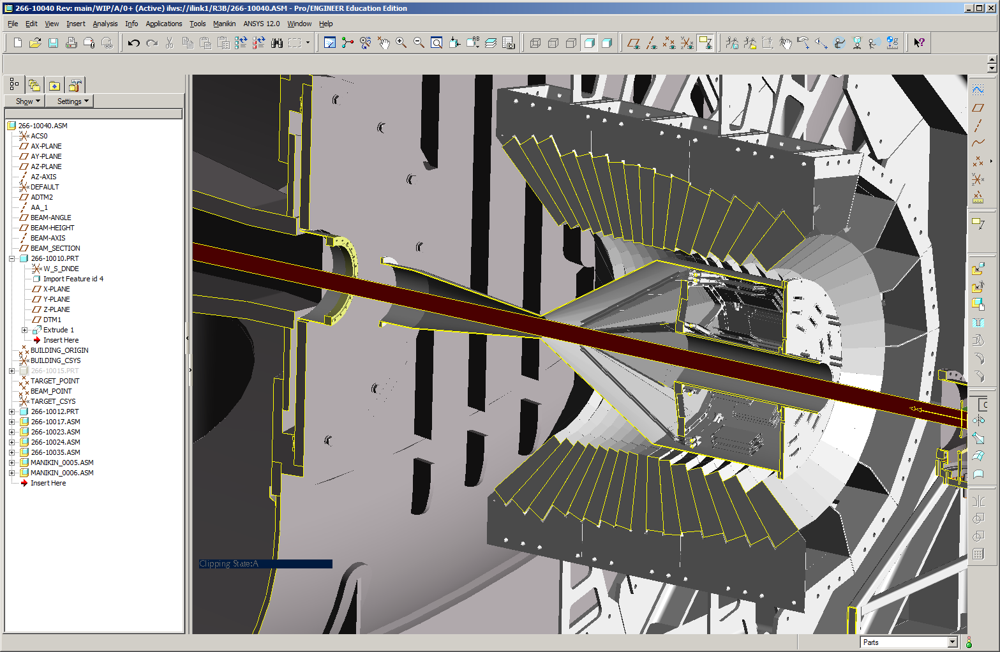 266-10040 Rev: main/WIP/A/0+ (Active) ilws://ilink1/R3B/266-10040.ASM - Pro/ENGINEER Education Edition
File Edit View Insert Analysis Info Applications Tools Manikin ANSYS 12.0 Window Help
Show Settings
266-10040.ASM
ACS0
AX-PLANE
AY-PLANE
AZ-PLANE
AZ-AXIS
DEFAULT
ADTM2
AA_1
BEAM-ANGLE
BEAM-HEIGHT
BEAM-AXIS
BEAM_SECTION
266-10010.PRT
W_S_DNDE
Import Feature id 4
X-PLANE
Y-PLANE
Z-PLANE
DTM1
Extrude 1
Insert Here
BUILDING_ORIGIN
BUILDING_CSYS
266-10015.PRT
TARGET_POINT
BEAM_POINT
TARGET_CSYS
266-10012.PRT
266-10017.ASM
266-10023.ASM
266-10024.ASM
266-10035.ASM
MANIKIN_0005.ASM
MANIKIN_0006.ASM
Insert Here
Clipping State:A
Parts